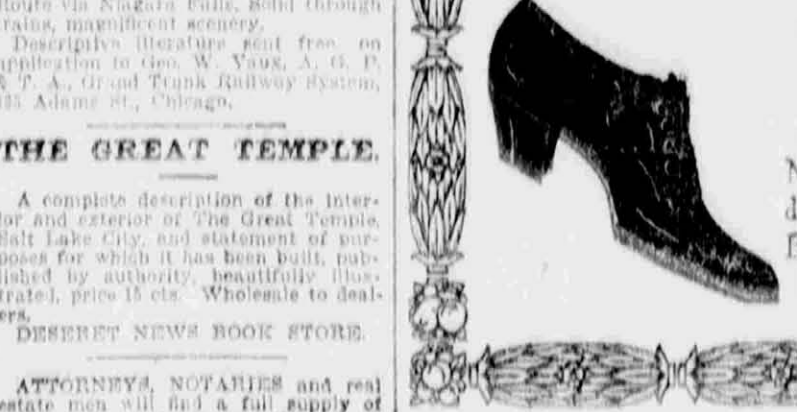 Route via Niagara Falls, Solid through
trains, magnificent scenery.
Descriptive literature sent free on
application to Geo. W. Vaux, A. G. P.
& T. A., Grand Trunk Railway System,
135 Adams St., Chicago.
THE GREAT TEMPLE.
A complete description of the inter-
ior and exterior of The Great Temple,
Salt Lake City, and statement of pur-
poses for which it has been built, pub-
lished by authority, beautifully illus-
trated, price 15 cts. Wholesale to deal-
ers.
DESERET NEWS BOOK STORE.
ATTORNEYS, NOTARIES and real
estate men will find a full supply of